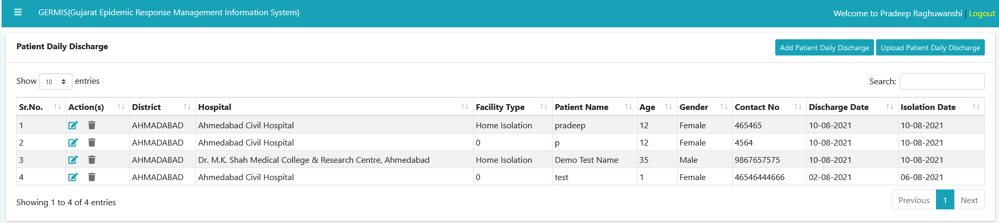 GERMIS(Gujarat Epidemic Response Management Information System)
Welcome to Pradeep Raghuwanshi | Logout
Patient Daily Discharge
Add Patient Daily Discharge Upload Patient Daily Discharge
Show 10 entries
Search:
Sr.No. Action(s) District Hospital Facility Type Patient Name Age Gender Contact No Discharge Date Isolation Date
1 AHMADABAD Ahmedabad Civil Hospital Home Isolation pradeep 12 Female 465465 10-08-2021 10-08-2021
2 AHMADABAD Ahmedabad Civil Hospital 0 p 12 Female 4564 10-08-2021 10-08-2021
3 AHMADABAD Dr. M.K. Shah Medical College & Research Centre, Ahmedabad Home Isolation Demo Test Name 35 Male 9867657575 10-08-2021 10-08-2021
4 AHMADABAD Ahmedabad Civil Hospital 0 test 1 Female 46546444666 02-08-2021 06-08-2021
Showing 1 to 4 of 4 entries
Previous 1 Next